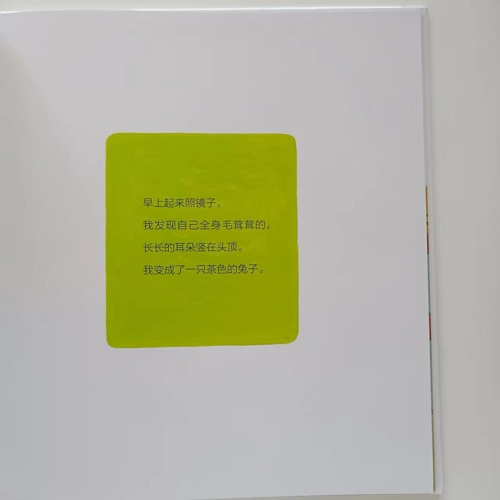 早上起来照镜子，
我发现自己全身毛茸茸的，
长长的耳朵竖在头顶。
我变成了一只茶色的兔子。